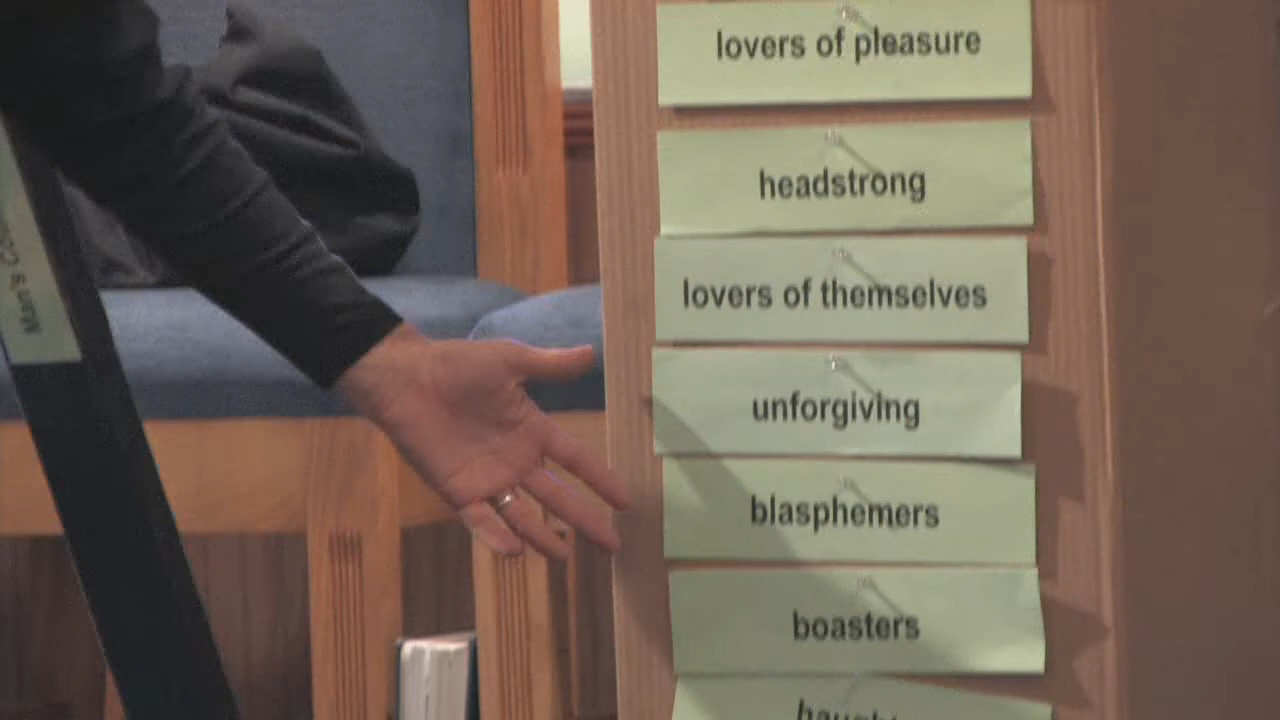 lovers of pleasure
headstrong
lovers of themselves
unforgiving
blasphemers
boasters